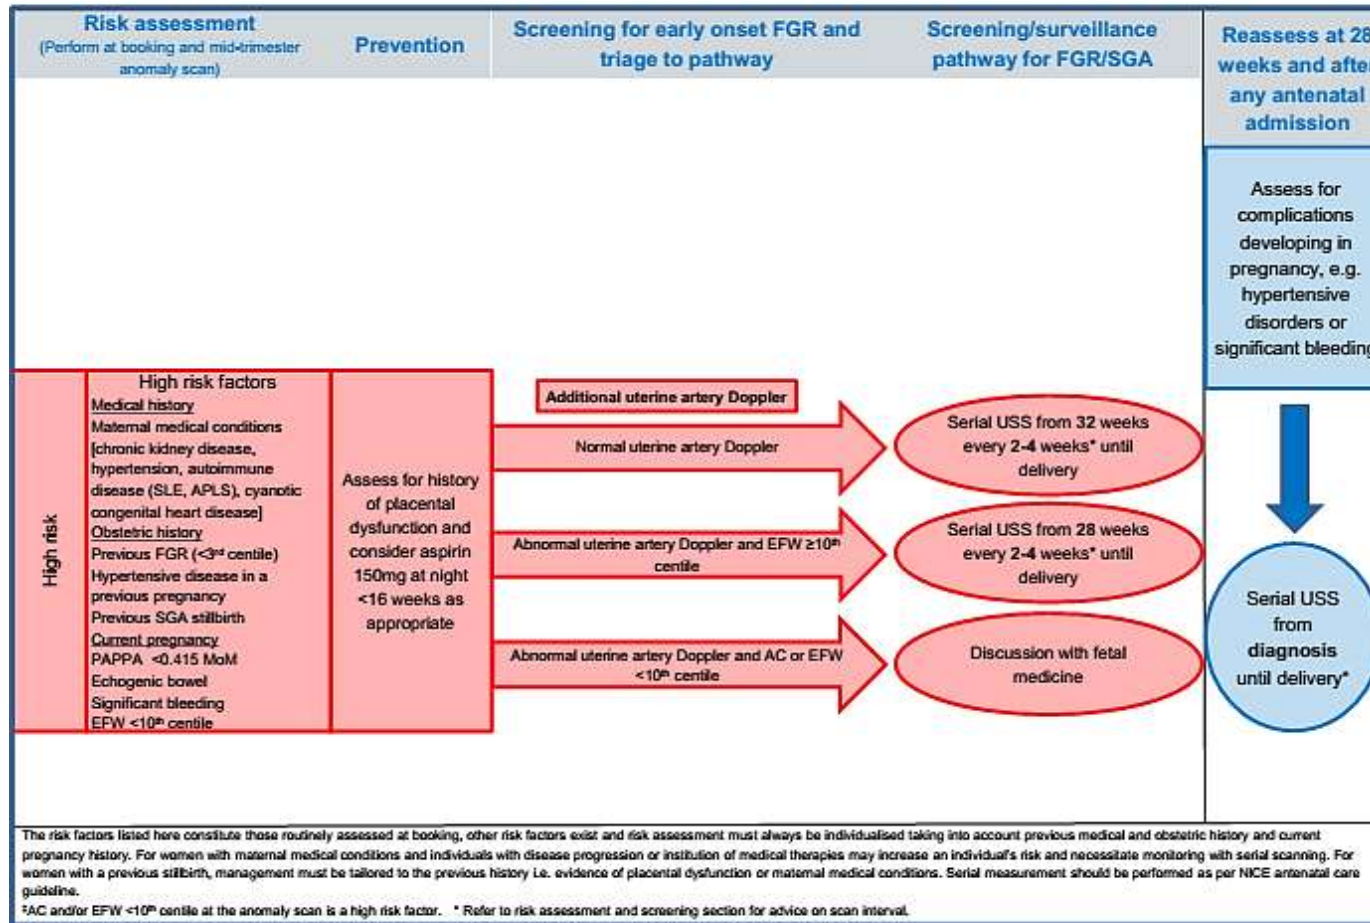 Risk assessment
(Perform at booking and mid-trimester
anomaly scan)
Prevention
Screening for early onset FGR and
triage to pathway
Screening/surveillance
pathway for FGR/SGA
Reassess at 28
weeks and after
any antenatal
admission
Assess for
complications
developing in
pregnancy, e.g.
hypertensive
disorders or
significant bleeding
High risk
High risk factors
Medical history
Maternal medical conditions
[chronic kidney disease,
hypertension, autoimmune
disease (SLE, APLS), cyanotic
congenital heart disease]
Obstetric history
Previous FGR (<3rd centile)
Hypertensive disease in a
previous pregnancy
Previous SGA stillbirth
Current pregnancy
PAPPA <0.415 MoM
Echogenic bowel
Significant bleeding
EFW <10th centile
Assess for history
of placental
dysfunction and
consider aspirin
150mg at night
<16 weeks as
appropriate
Additional uterine artery Doppler
Normal uterine artery Doppler
Abnormal uterine artery Doppler and EFW ≥10th
centile
Abnormal uterine artery Doppler and AC or EFW
<10th centile
Serial USS from 32 weeks
every 2-4 weeks* until
delivery
Serial USS from 28 weeks
every 2-4 weeks* until
delivery
Discussion with fetal
medicine
Serial USS
from
diagnosis
until delivery*
The risk factors listed here constitute those routinely assessed at booking, other risk factors exist and risk assessment must always be individualised taking into account previous medical and obstetric history and current
pregnancy history. For women with maternal medical conditions and individuals with disease progression or institution of medical therapies may increase an individual's risk and necessitate monitoring with serial scanning. For
women with a previous stillbirth, management must be tailored to the previous history i.e. evidence of placental dysfunction or maternal medical conditions. Serial measurement should be performed as per NICE antenatal care
guideline.
‡AC and/or EFW <10th centile at the anomaly scan is a high risk factor. * Refer to risk assessment and screening section for advice on scan interval.